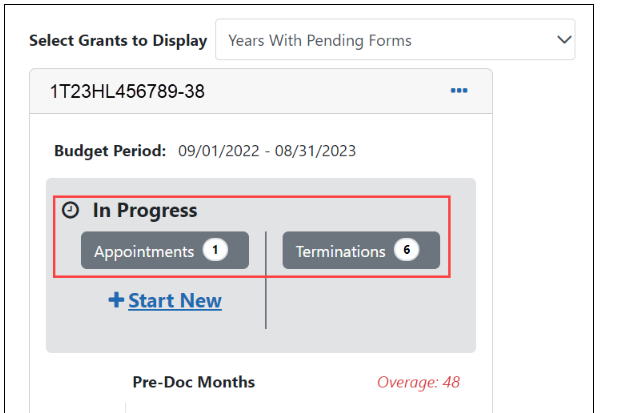 Select Grants to Display Years With Pending Forms
1T23HL456789-38
Budget Period: 09/01/2022 - 08/31/2023
In Progress
Appointments 1 Terminations 6
Start New
Pre-Doc Months Overage: 48